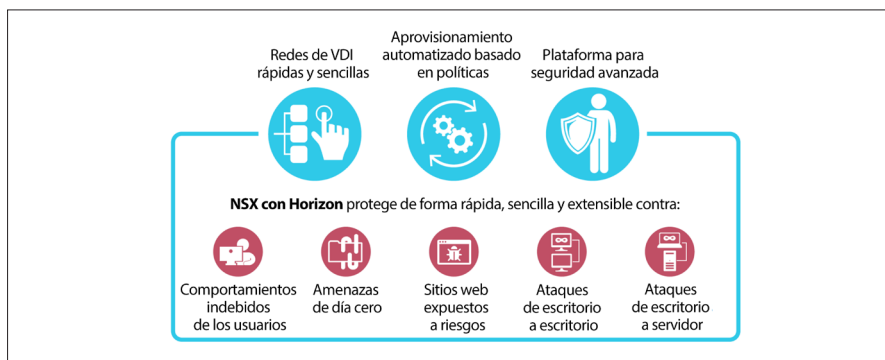 Redes de VDI
rápidas y sencillas
Aprovisionamiento
automatizado basado
en políticas
Plataforma para
seguridad avanzada
NSX con Horizon protege de forma rápida, sencilla y extensible contra:
Comportamientos
indebidos
de los usuarios
Amenazas
de día cero
Sitios web
expuestos
a riesgos
Ataques
de escritorio
a escritorio
Ataques
de escritorio
a servidor